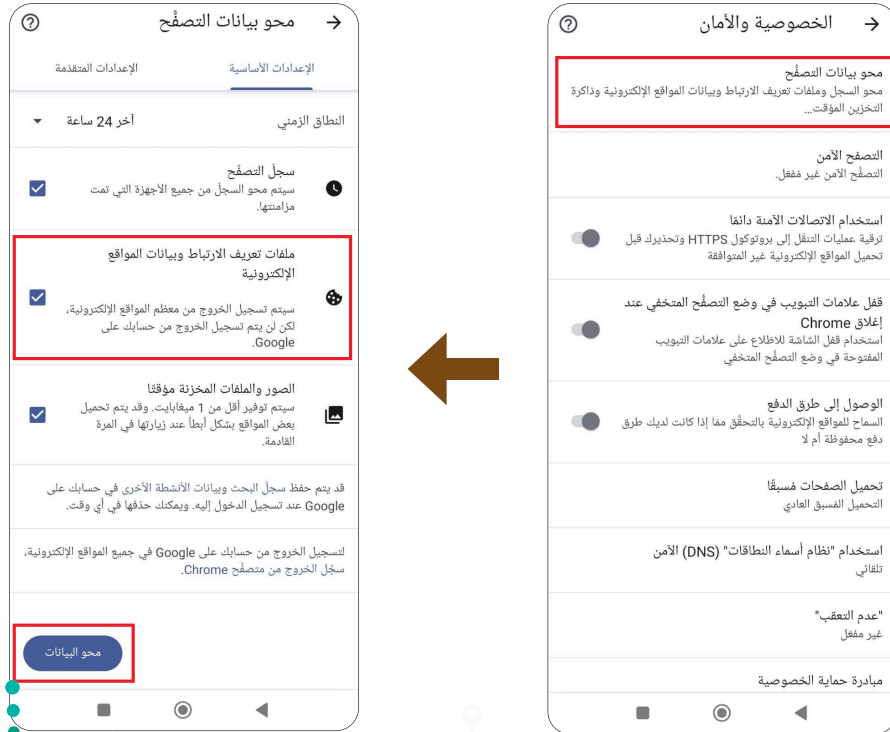 الخصوصية والأمان
محو بيانات التصفُّح
محو السجل وملفات تعريف الارتباط وبيانات المواقع الإلكترونية وذاكرة
التخزين المؤقت...
التصفح الآمن
التصفُّح الآمن غير مُفعّل.
استخدام الاتصالات الآمنة دائمًا
ترقية عمليات التنقّل إلى بروتوكول HTTPS وتحذيرك قبل
تحميل المواقع الإلكترونية غير المتوافقة
قفل علامات التبويب في وضع التصفُّح المتخفي عند
إغلاق Chrome
استخدام قفل الشاشة للاطّلاع على علامات التبويب
المفتوحة في وضع التصفُّح المتخفي
الوصول إلى طرق الدفع
السماح للمواقع الإلكترونية بالتحقُّق ممّا إذا كانت لديك طرق
دفع محفوظة أم لا
تحميل الصفحات مُسبقًا
التحميل المُسبق العادي
استخدام "نظام أسماء النطاقات" (DNS) الآمن
تلقائي
"عدم التعقب"
غير مفعّل
مبادرة حماية الخصوصية
محو بيانات التصفُّح
الإعدادات الأساسية
الإعدادات المتقدّمة
النطاق الزمني
آخر 24 ساعة
سجلّ التصفّح
سيتم محو السجلّ من جميع الأجهزة التي تمت
مزامنتها.
ملفات تعريف الارتباط وبيانات المواقع
الإلكترونية
سيتم تسجيل الخروج من معظم المواقع الإلكترونية،
لكن لن يتم تسجيل الخروج من حسابك على
Google.
الصور والملفات المخزنة مؤقتًا
سيتم توفير أقل من 1 ميغابايت. وقد يتم تحميل
بعض المواقع بشكل أبطأ عند زيارتها في المرة
القادمة.
قد يتم حفظ سجلّ البحث وبيانات الأنشطة الأخرى في حسابك على
Google عند تسجيل الدخول إليه. ويمكنك حذفها في أي وقت.
لتسجيل الخروج من حسابك على Google في جميع المواقع الإلكترونية،
سجّل الخروج من متصفّح Chrome.
محو البيانات